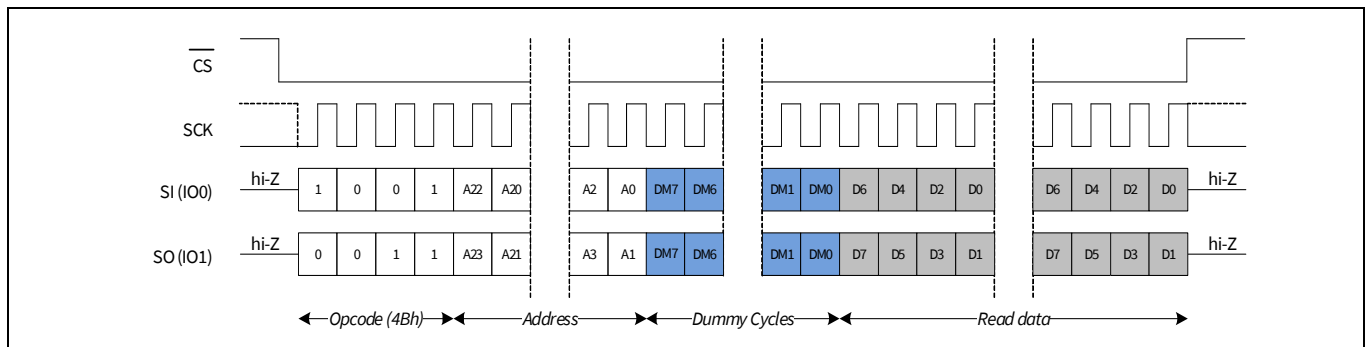 CS
SCK
SI (IO0) hi-Z 1 0 0 1 A22 A20 A2 A0 DM7 DM6 DM1 DM0 D6 D4 D2 D0 D6 D4 D2 D0 hi-Z
SO (IO1) hi-Z 0 0 1 1 A23 A21 A3 A1 DM7 DM6 DM1 DM0 D7 D5 D3 D1 D7 D5 D3 D1 hi-Z
Opcode (4Bh) Address Dummy Cycles Read data